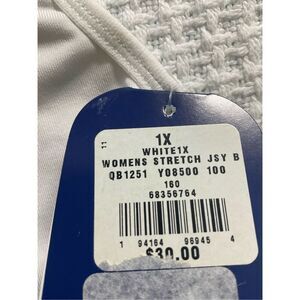 1X
WHITE1X
11
WOMENS STRETCH JSY B
QB1251 Y08500 100
160
68356764
1 94164 96945 4
$30.00